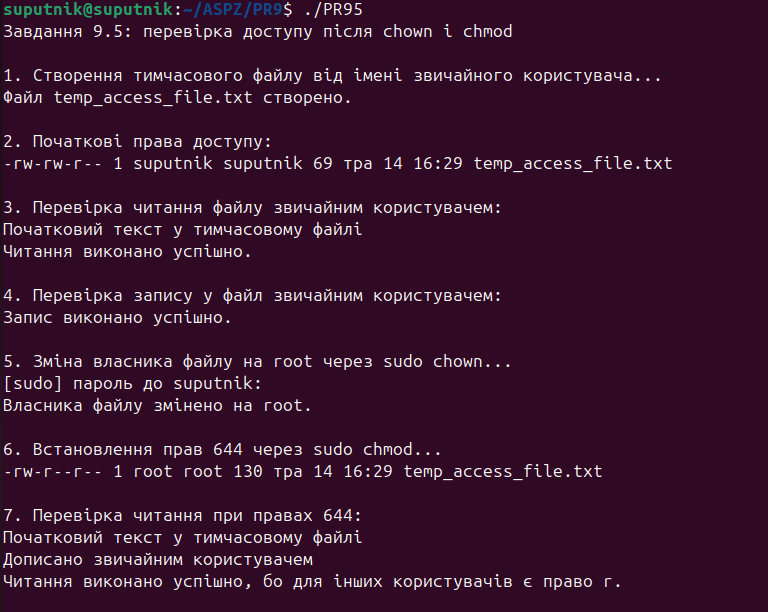 suputnik@suputnik:~/ASPZ/PR9$ ./PR95
Завдання 9.5: перевірка доступу після chown і chmod
1. Створення тимчасового файлу від імені звичайного користувача...
Файл temp_access_file.txt створено.
2. Початкові права доступу:
-rw-rw-r-- 1 suputnik suputnik 69 тра 14 16:29 temp_access_file.txt
3. Перевірка читання файлу звичайним користувачем:
Початковий текст у тимчасовому файлі
Читання виконано успішно.
4. Перевірка запису у файл звичайним користувачем:
Запис виконано успішно.
5. Зміна власника файлу на root через sudo chown...
[sudo] пароль до suputnik:
Власника файлу змінено на root.
6. Встановлення прав 644 через sudo chmod...
-rw-r--r-- 1 root root 130 тра 14 16:29 temp_access_file.txt
7. Перевірка читання при правах 644:
Початковий текст у тимчасовому файлі
Дописано звичайним користувачем
Читання виконано успішно, бо для інших користувачів є право r.